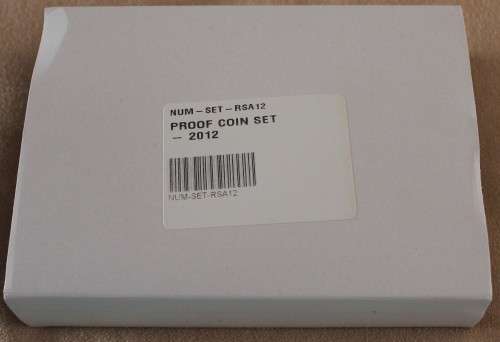 NUM-SET-RSA12
PROOF COIN SET
- 2012
NUM-SET-RSA12